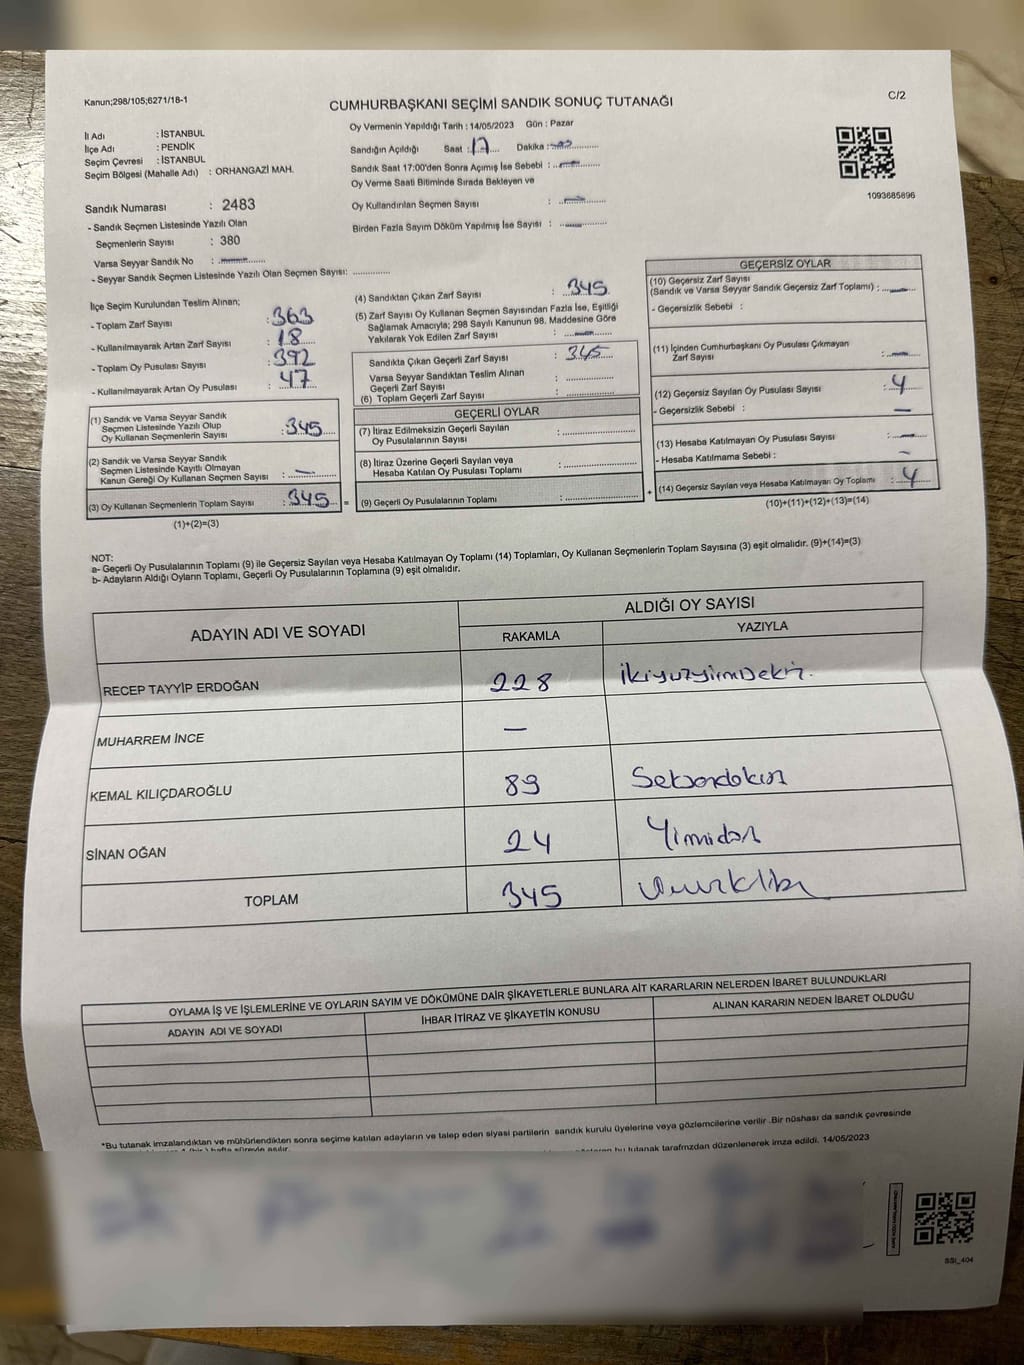 Kanun;298/105;6271/18-1
CUMHURBAŞKANI SEÇİMİ SANDIK SONUÇ TUTANAĞI
C/2
İl Adı : İSTANBUL
İlçe Adı : PENDİK
Seçim Çevresi : İSTANBUL
Seçim Bölgesi (Mahalle Adı) : ORHANGAZİ MAH.
Sandık Numarası : 2483
- Sandık Seçmen Listesinde Yazılı Olan
Seçmenlerin Sayısı : 380
Varsa Seyyar Sandık No :
- Seyyar Sandık Seçmen Listesinde Yazılı Olan Seçmen Sayısı:
Oy Vermenin Yapıldığı Tarih : 14/05/2023 Gün : Pazar
Sandığın Açıldığı Saat : 17 Dakika :
Sandık Saat 17:00'den Sonra Açımış İse Sebebi :
Oy Verme Saati Bitiminde Sırada Bekleyen ve
Oy Kullandırılan Seçmen Sayısı :
Birden Fazla Sayım Döküm Yapılmış İse Sayısı :
1093685896
İlçe Seçim Kurulundan Teslim Alınan;
- Toplam Zarf Sayısı : 363
- Kullanılmayarak Artan Zarf Sayısı : 18
- Toplam Oy Pusulası Sayısı : 392
- Kullanılmayarak Artan Oy Pusulası : 47
(1) Sandık ve Varsa Seyyar Sandık
Seçmen Listesinde Yazılı Olup
Oy Kullanan Seçmenlerin Sayısı : 345
(2) Sandık ve Varsa Seyyar Sandık
Seçmen Listesinde Kayıtlı Olmayan
Kanun Gereği Oy Kullanan Seçmen Sayısı : —
(3) Oy Kullanan Seçmenlerin Toplam Sayısı : 345 =
(1)+(2)=(3)
(4) Sandıktan Çıkan Zarf Sayısı : 345
(5) Zarf Sayısı Oy Kullanan Seçmen Sayısından Fazla İse, Eşitliği
Sağlamak Amacıyla; 298 Sayılı Kanunun 98. Maddesine Göre
Yakılarak Yok Edilen Zarf Sayısı :
Sandıkta Çıkan Geçerli Zarf Sayısı : 345
Varsa Seyyar Sandıktan Teslim Alınan
Geçerli Zarf Sayısı :
(6) Toplam Geçerli Zarf Sayısı :
GEÇERLİ OYLAR
(7) İtiraz Edilmeksizin Geçerli Sayılan
Oy Pusulalarının Sayısı :
(8) İtiraz Üzerine Geçerli Sayılan veya
Hesaba Katılan Oy Pusulası Toplamı :
(9) Geçerli Oy Pusulalarının Toplamı : +
GEÇERSİZ OYLAR
(10) Geçersiz Zarf Sayısı
(Sandık ve Varsa Seyyar Sandık Geçersiz Zarf Toplamı) :
- Geçersizlik Sebebi :
(11) İçinden Cumhurbaşkanı Oy Pusulası Çıkmayan
Zarf Sayısı :
(12) Geçersiz Sayılan Oy Pusulası Sayısı : 4
- Geçersizlik Sebebi : —
(13) Hesaba Katılmayan Oy Pusulası Sayısı :
- Hesaba Katılmama Sebebi : —
(14) Geçersiz Sayılan veya Hesaba Katılmayan Oy Toplamı : 4
(10)+(11)+(12)+(13)=(14)
NOT:
a- Geçerli Oy Pusulalarının Toplamı (9) ile Geçersiz Sayılan veya Hesaba Katılmayan Oy Toplamı (14) Toplamları, Oy Kullanan Seçmenlerin Toplam Sayısına (3) eşit olmalıdır. (9)+(14)=(3)
b- Adayların Aldığı Oyların Toplamı, Geçerli Oy Pusulalarının Toplamına (9) eşit olmalıdır.
ADAYIN ADI VE SOYADI
ALDIĞI OY SAYISI
RAKAMLA YAZIYLA
RECEP TAYYİP ERDOĞAN 228
MUHARREM İNCE —
KEMAL KILIÇDAROĞLU 89
SİNAN OĞAN 24
TOPLAM 345
OYLAMA İŞ VE İŞLEMLERİNE VE OYLARIN SAYIM VE DÖKÜMÜNE DAİR ŞİKAYETLERLE BUNLARA AİT KARARLARIN NELERDEN İBARET BULUNDUKLARI
ADAYIN ADI VE SOYADI İHBAR İTİRAZ VE ŞİKAYETİN KONUSU ALINAN KARARIN NEDEN İBARET OLDUĞU
*Bu tutanak imzalandıktan ve mühürlendikten sonra seçime katılan adayların ve talep eden siyasi partilerin sandık kurulu üyelerine veya gözlemcilerine verilir .Bir nüshası da sandık çevresinde
bu tutanak tarafımzdan düzenlenerek imza edildi. 14/05/2023
SSI_404